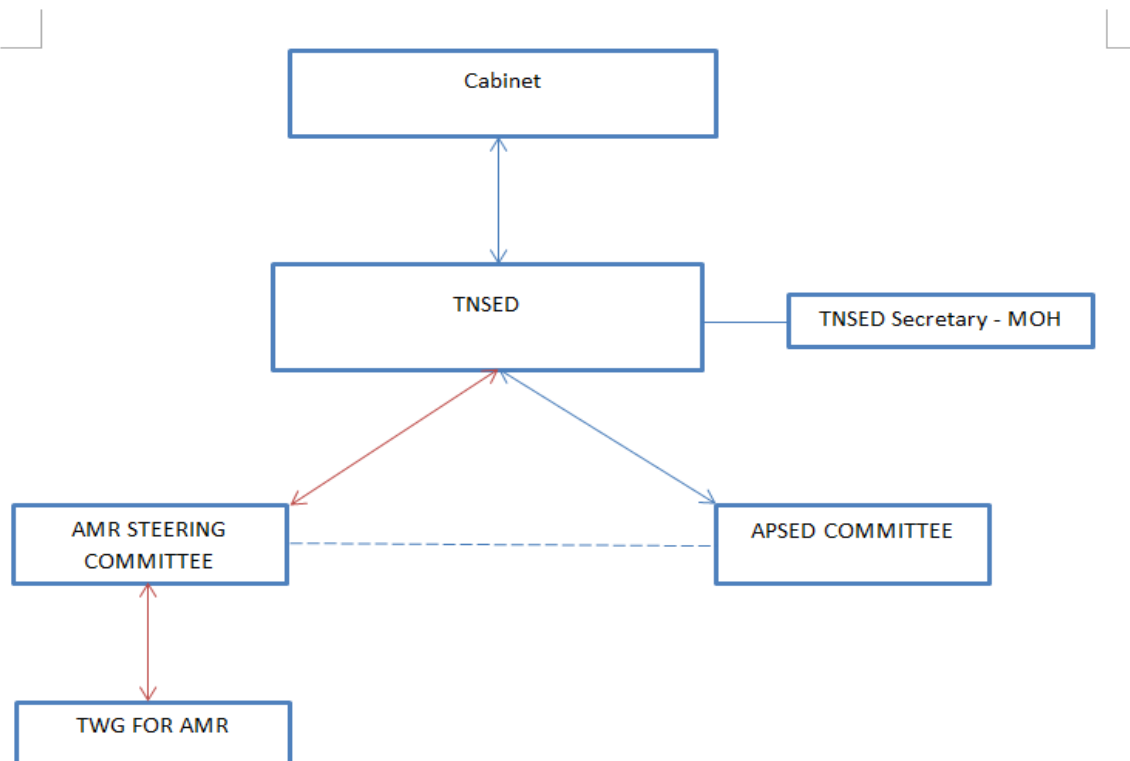 Cabinet
TNSED
TNSED Secretary - MOH
AMR STEERING
COMMITTEE
APSED COMMITTEE
TWG FOR AMR